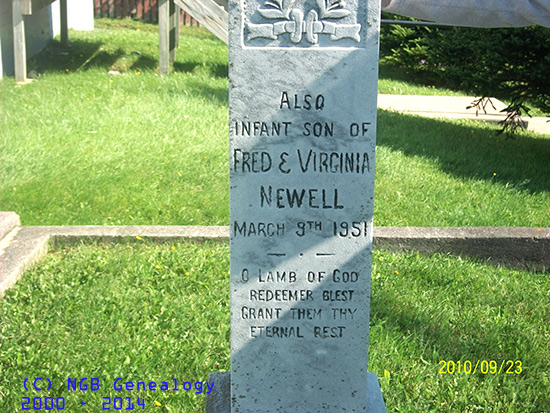 ALSO
INFANT SON OF
FRED & VIRGINIA
NEWELL
MARCH 9TH 1951
O LAMB OF GOD
REDEEMER BLEST
GRANT THEM THY
ETERNAL REST
2010/09/23
(C) NGB Genealogy
2000 - 2014